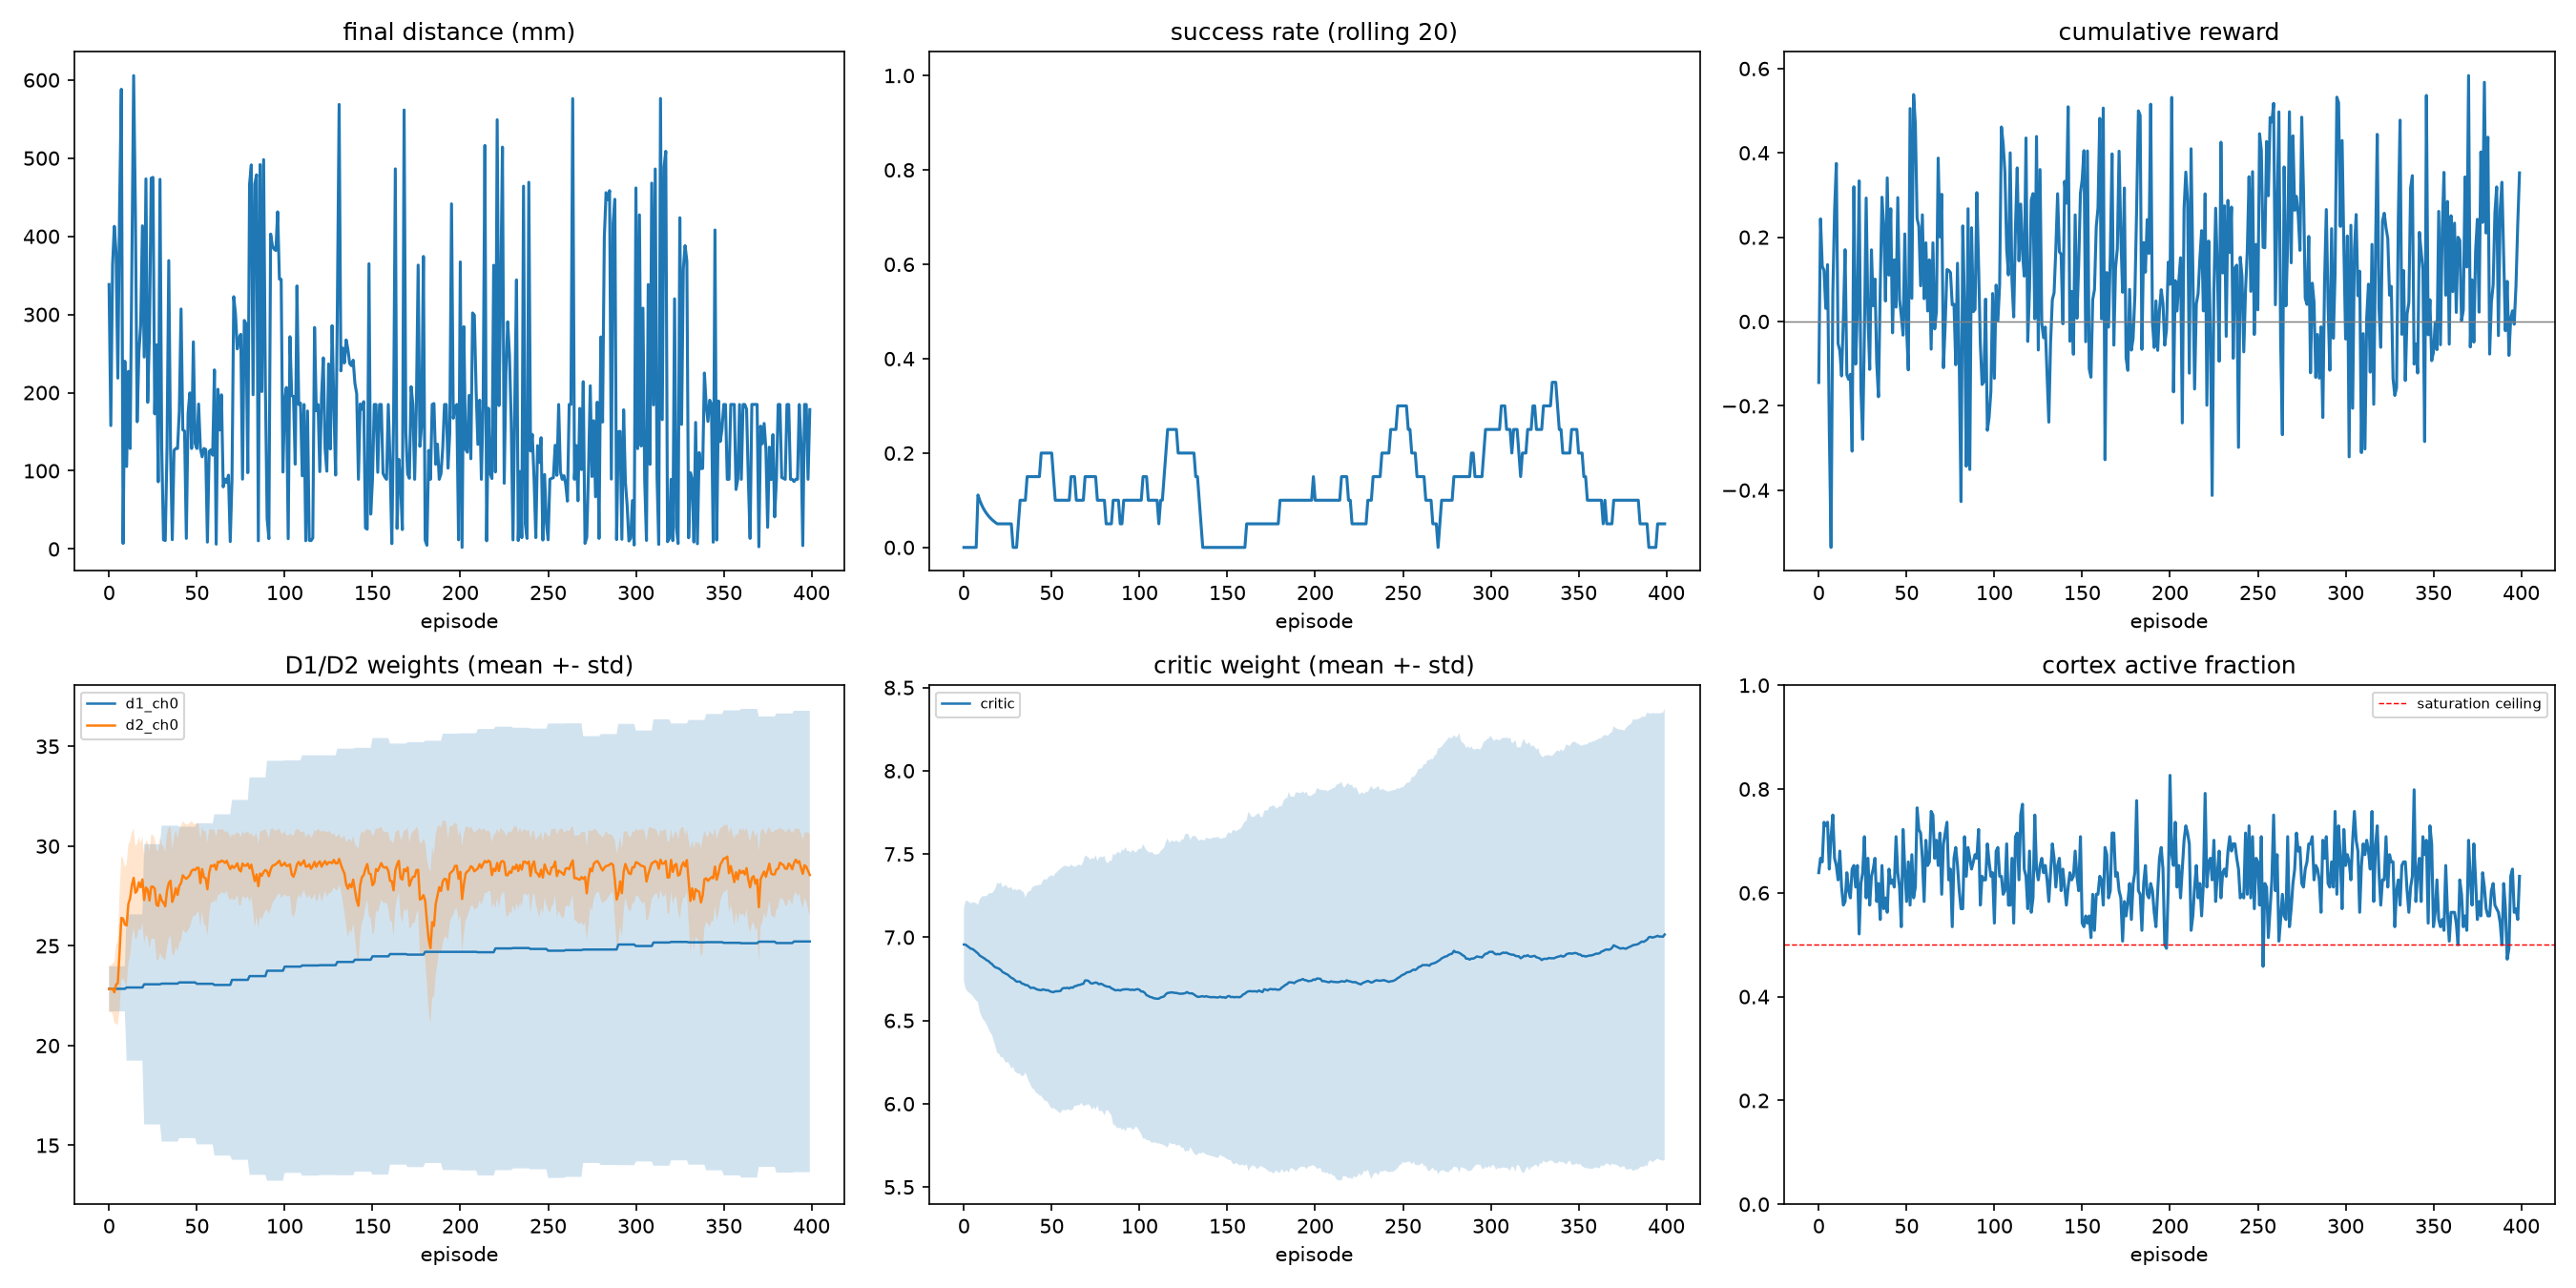 final distance (mm)
600
500
400
300
200
100
0
0 50 100 150 200 250 300 350 400
episode
success rate (rolling 20)
1.0
0.8
0.6
0.4
0.2
0.0
0 50 100 150 200 250 300 350 400
episode
cumulative reward
0.6
0.4
0.2
0.0
−0.2
−0.4
0 50 100 150 200 250 300 350 400
episode
D1/D2 weights (mean +- std)
d1_ch0
d2_ch0
35
30
25
20
15
0 50 100 150 200 250 300 350 400
episode
critic weight (mean +- std)
critic
8.5
8.0
7.5
7.0
6.5
6.0
5.5
0 50 100 150 200 250 300 350 400
episode
cortex active fraction
saturation ceiling
1.0
0.8
0.6
0.4
0.2
0.0
0 50 100 150 200 250 300 350 400
episode